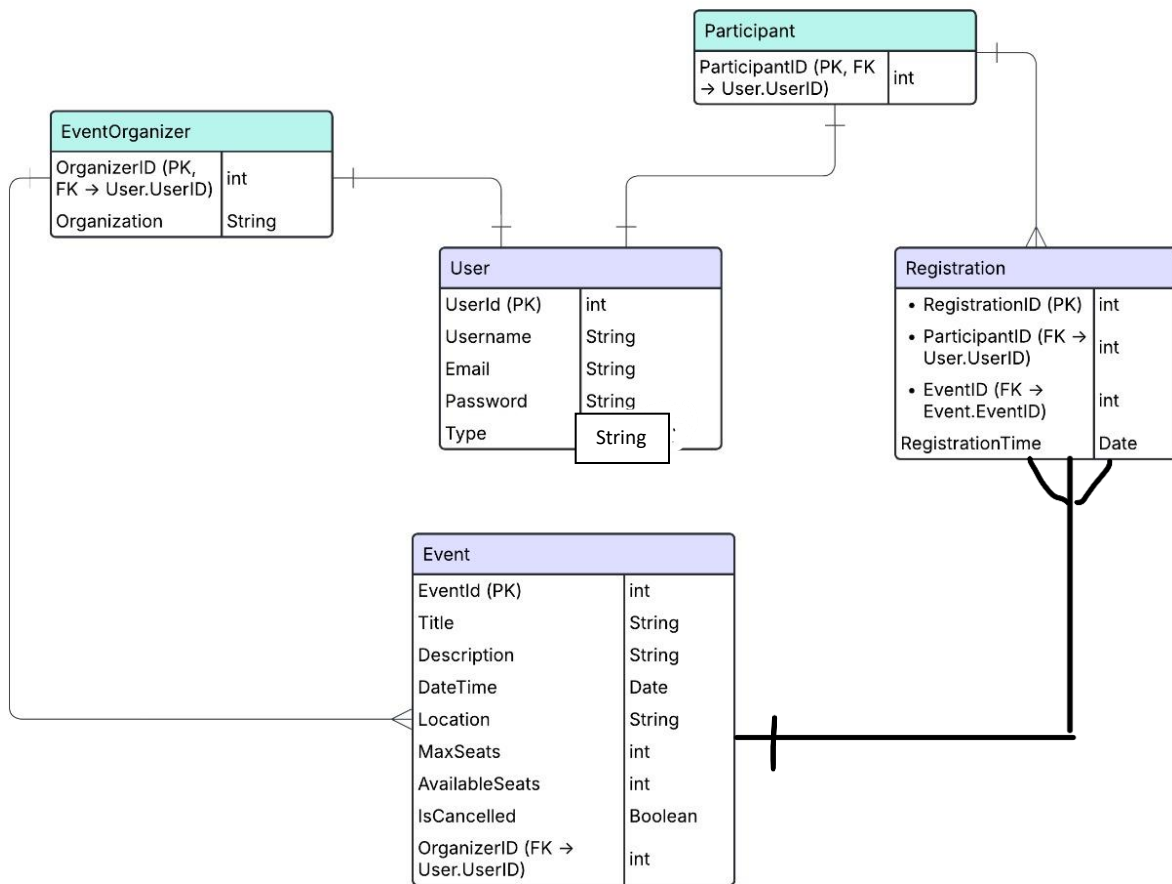 Participant
ParticipantID (PK, FK
→ User.UserID)
int
EventOrganizer
OrganizerID (PK,
FK → User.UserID)
int
Organization
String
User
UserId (PK)
int
Username
String
Email
String
Password
String
Type
String
Registration
• RegistrationID (PK)
int
• ParticipantID (FK →
User.UserID)
int
• EventID (FK →
Event.EventID)
int
RegistrationTime
Date
Event
EventId (PK)
int
Title
String
Description
String
DateTime
Date
Location
String
MaxSeats
int
AvailableSeats
int
IsCancelled
Boolean
OrganizerID (FK →
User.UserID)
int